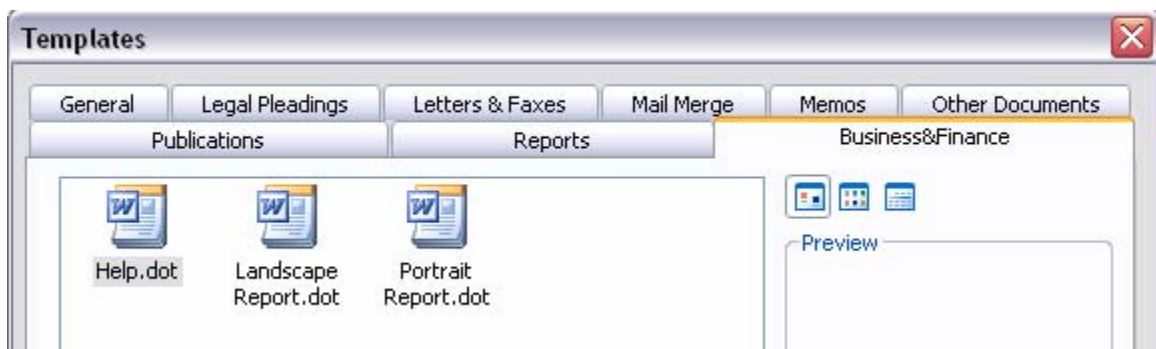 Templates
General Legal Pleadings Letters & Faxes Mail Merge Memos Other Documents
Publications Reports Business&Finance
Preview
Help.dot Landscape Report.dot Portrait Report.dot